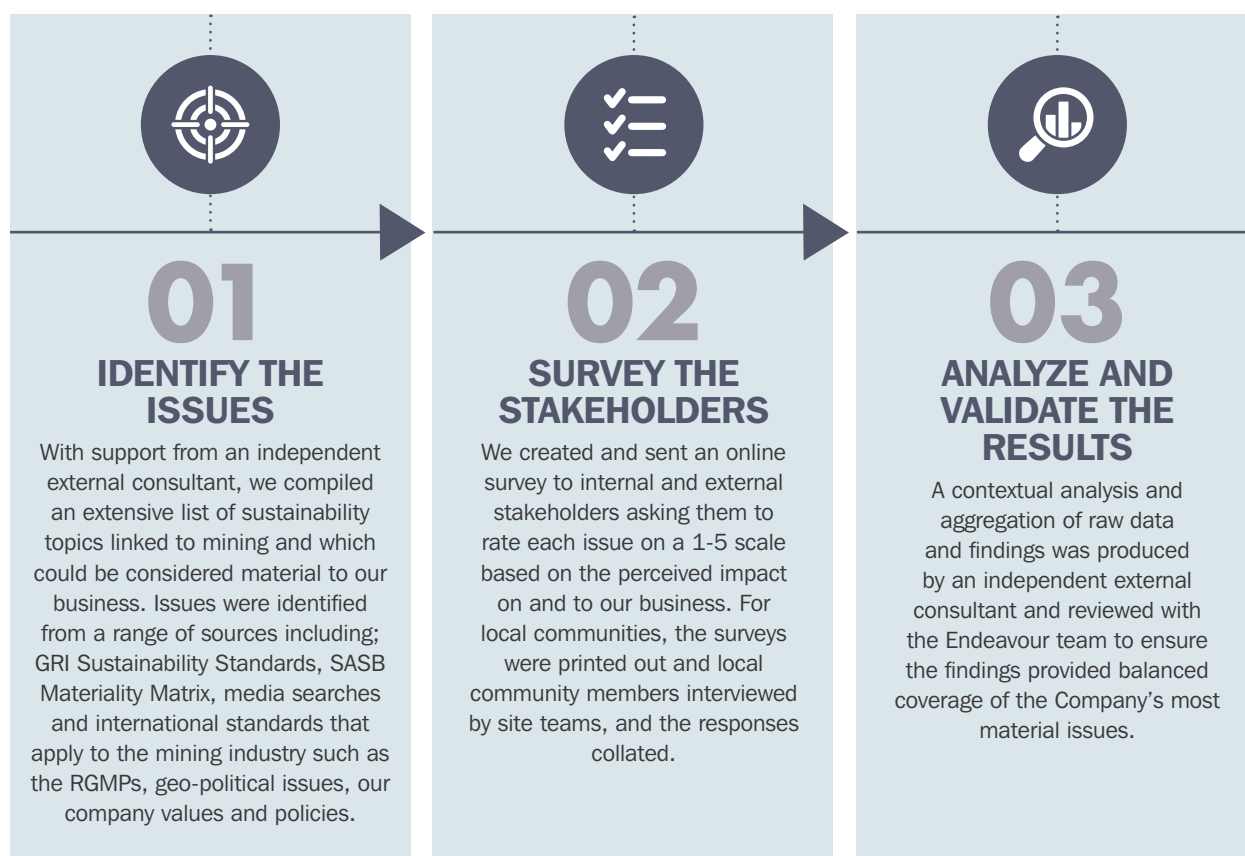 01
IDENTIFY THE
ISSUES
With support from an independent
external consultant, we compiled
an extensive list of sustainability
topics linked to mining and which
could be considered material to our
business. Issues were identified
from a range of sources including;
GRI Sustainability Standards, SASB
Materiality Matrix, media searches
and international standards that
apply to the mining industry such as
the RGMPs, geo-political issues, our
company values and policies.
02
SURVEY THE
STAKEHOLDERS
We created and sent an online
survey to internal and external
stakeholders asking them to
rate each issue on a 1-5 scale
based on the perceived impact
on and to our business. For
local communities, the surveys
were printed out and local
community members interviewed
by site teams, and the responses
collated.
03
ANALYZE AND
VALIDATE THE
RESULTS
A contextual analysis and
aggregation of raw data
and findings was produced
by an independent external
consultant and reviewed with
the Endeavour team to ensure
the findings provided balanced
coverage of the Company’s most
material issues.